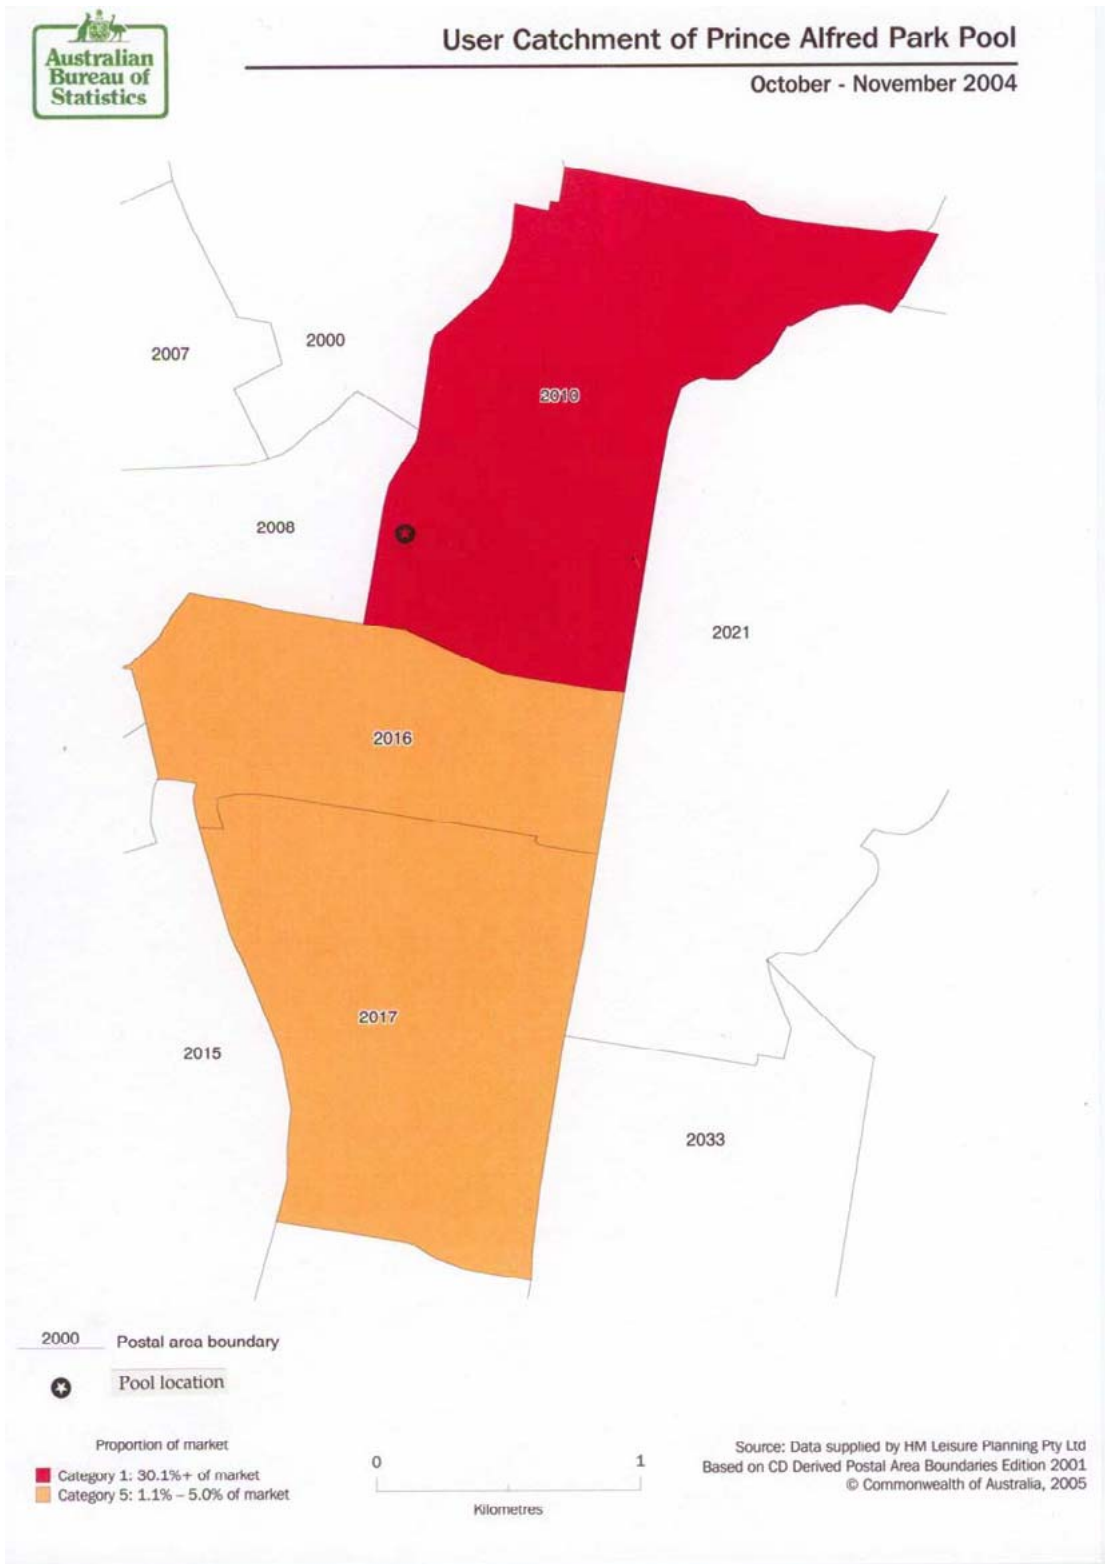 Australian
Bureau of
Statistics
User Catchment of Prince Alfred Park Pool
October - November 2004
2007
2000
2010
2008
2021
2016
2017
2015
2033
2000 Postal area boundary
Pool location
Proportion of market
Category 1: 30.1%+ of market
Category 5: 1.1% – 5.0% of market
0 1
Kilometres
Source: Data supplied by HM Leisure Planning Pty Ltd
Based on CD Derived Postal Area Boundaries Edition 2001
© Commonwealth of Australia, 2005